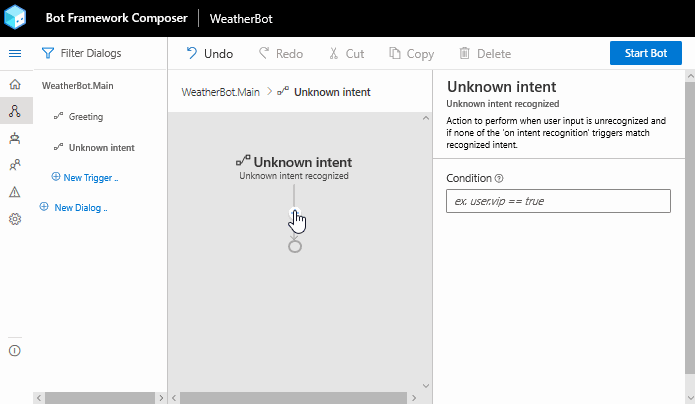 Bot Framework Composer
WeatherBot
Filter Dialogs
Undo
Redo
Cut
Copy
Delete
Start Bot
WeatherBot.Main
Greeting
Unknown intent
New Trigger ..
New Dialog ..
WeatherBot.Main > Unknown intent
Unknown intent
Unknown intent recognized
Unknown intent
Unknown intent recognized
Action to perform when user input is unrecognized and
if none of the 'on intent recognition' triggers match
recognized intent.
Condition
ex. user.vip == true